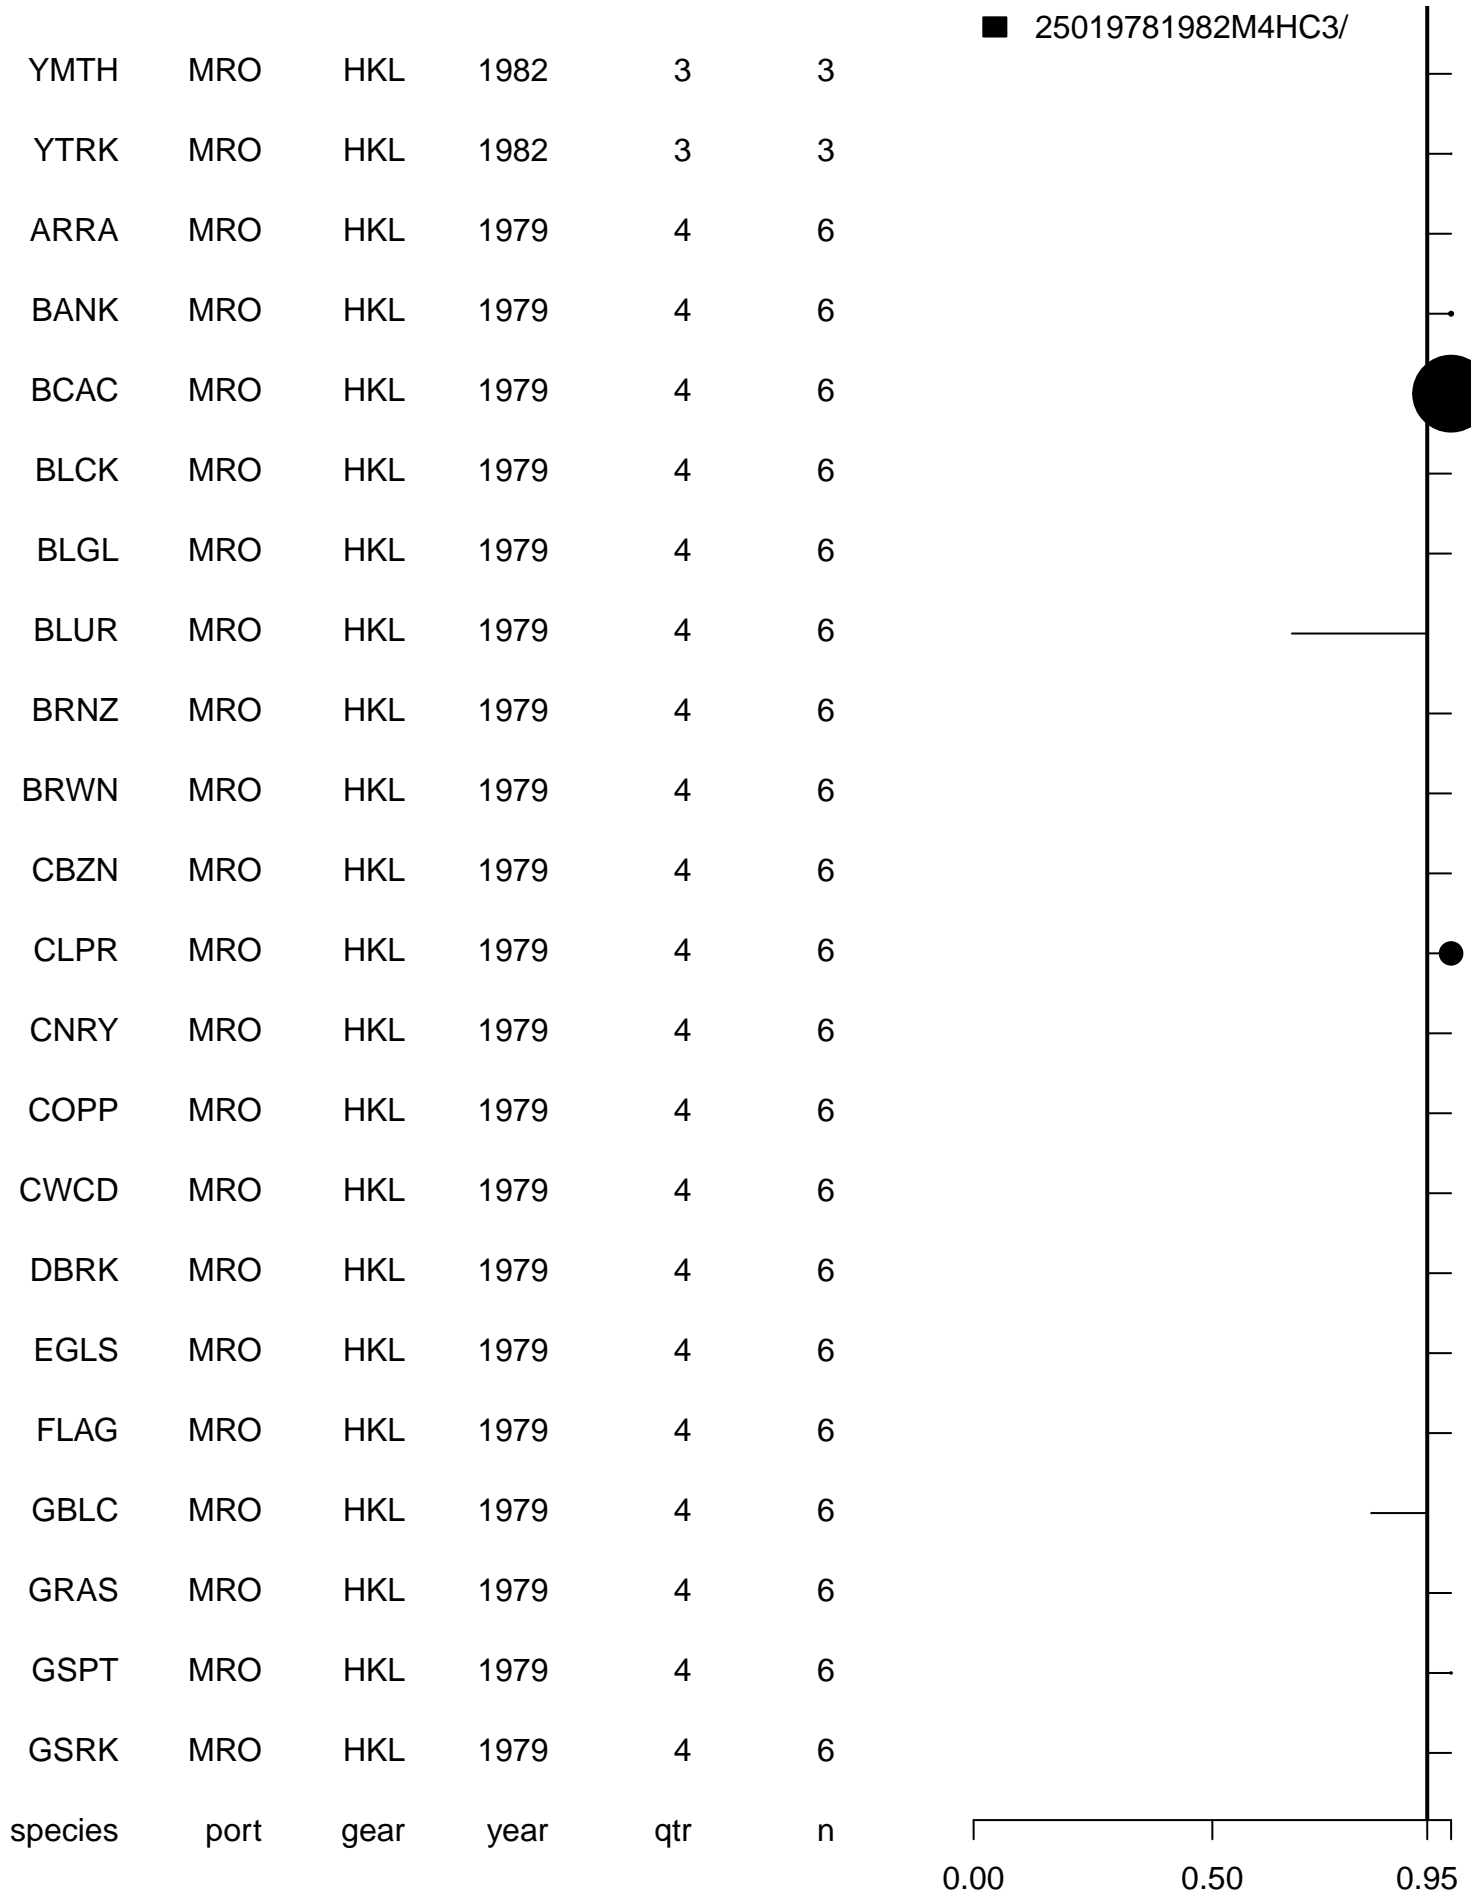 25019781982M4HC3/
YMTH MRO HKL 1982 3 3
YTRK MRO HKL 1982 3 3
ARRA MRO HKL 1979 4 6
BANK MRO HKL 1979 4 6
BCAC MRO HKL 1979 4 6
BLCK MRO HKL 1979 4 6
BLGL MRO HKL 1979 4 6
BLUR MRO HKL 1979 4 6
BRNZ MRO HKL 1979 4 6
BRWN MRO HKL 1979 4 6
CBZN MRO HKL 1979 4 6
CLPR MRO HKL 1979 4 6
CNRY MRO HKL 1979 4 6
COPP MRO HKL 1979 4 6
CWCD MRO HKL 1979 4 6
DBRK MRO HKL 1979 4 6
EGLS MRO HKL 1979 4 6
FLAG MRO HKL 1979 4 6
GBLC MRO HKL 1979 4 6
GRAS MRO HKL 1979 4 6
GSPT MRO HKL 1979 4 6
GSRK MRO HKL 1979 4 6
species port gear year qtr n
0.00 0.50 0.95